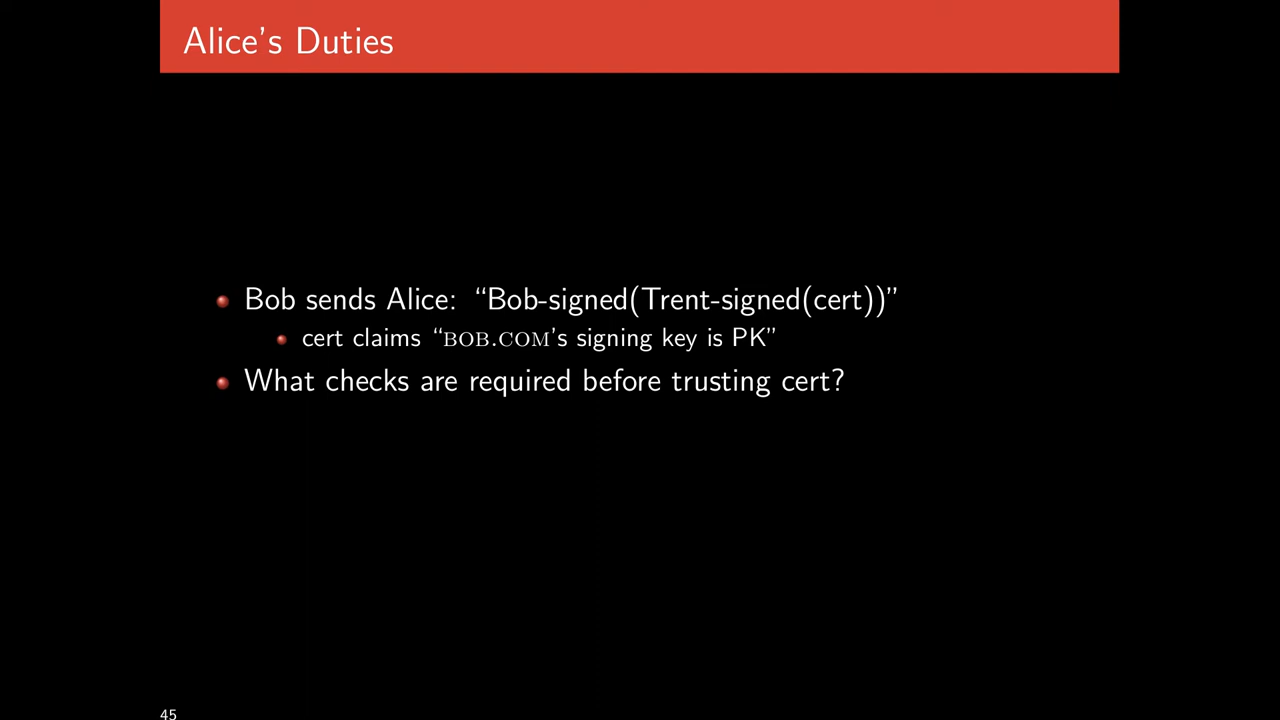 Alice’s Duties
Bob sends Alice: “Bob-signed(Trent-signed(cert))”
cert claims “BOB.COM’s signing key is PK”
What checks are required before trusting cert?
45